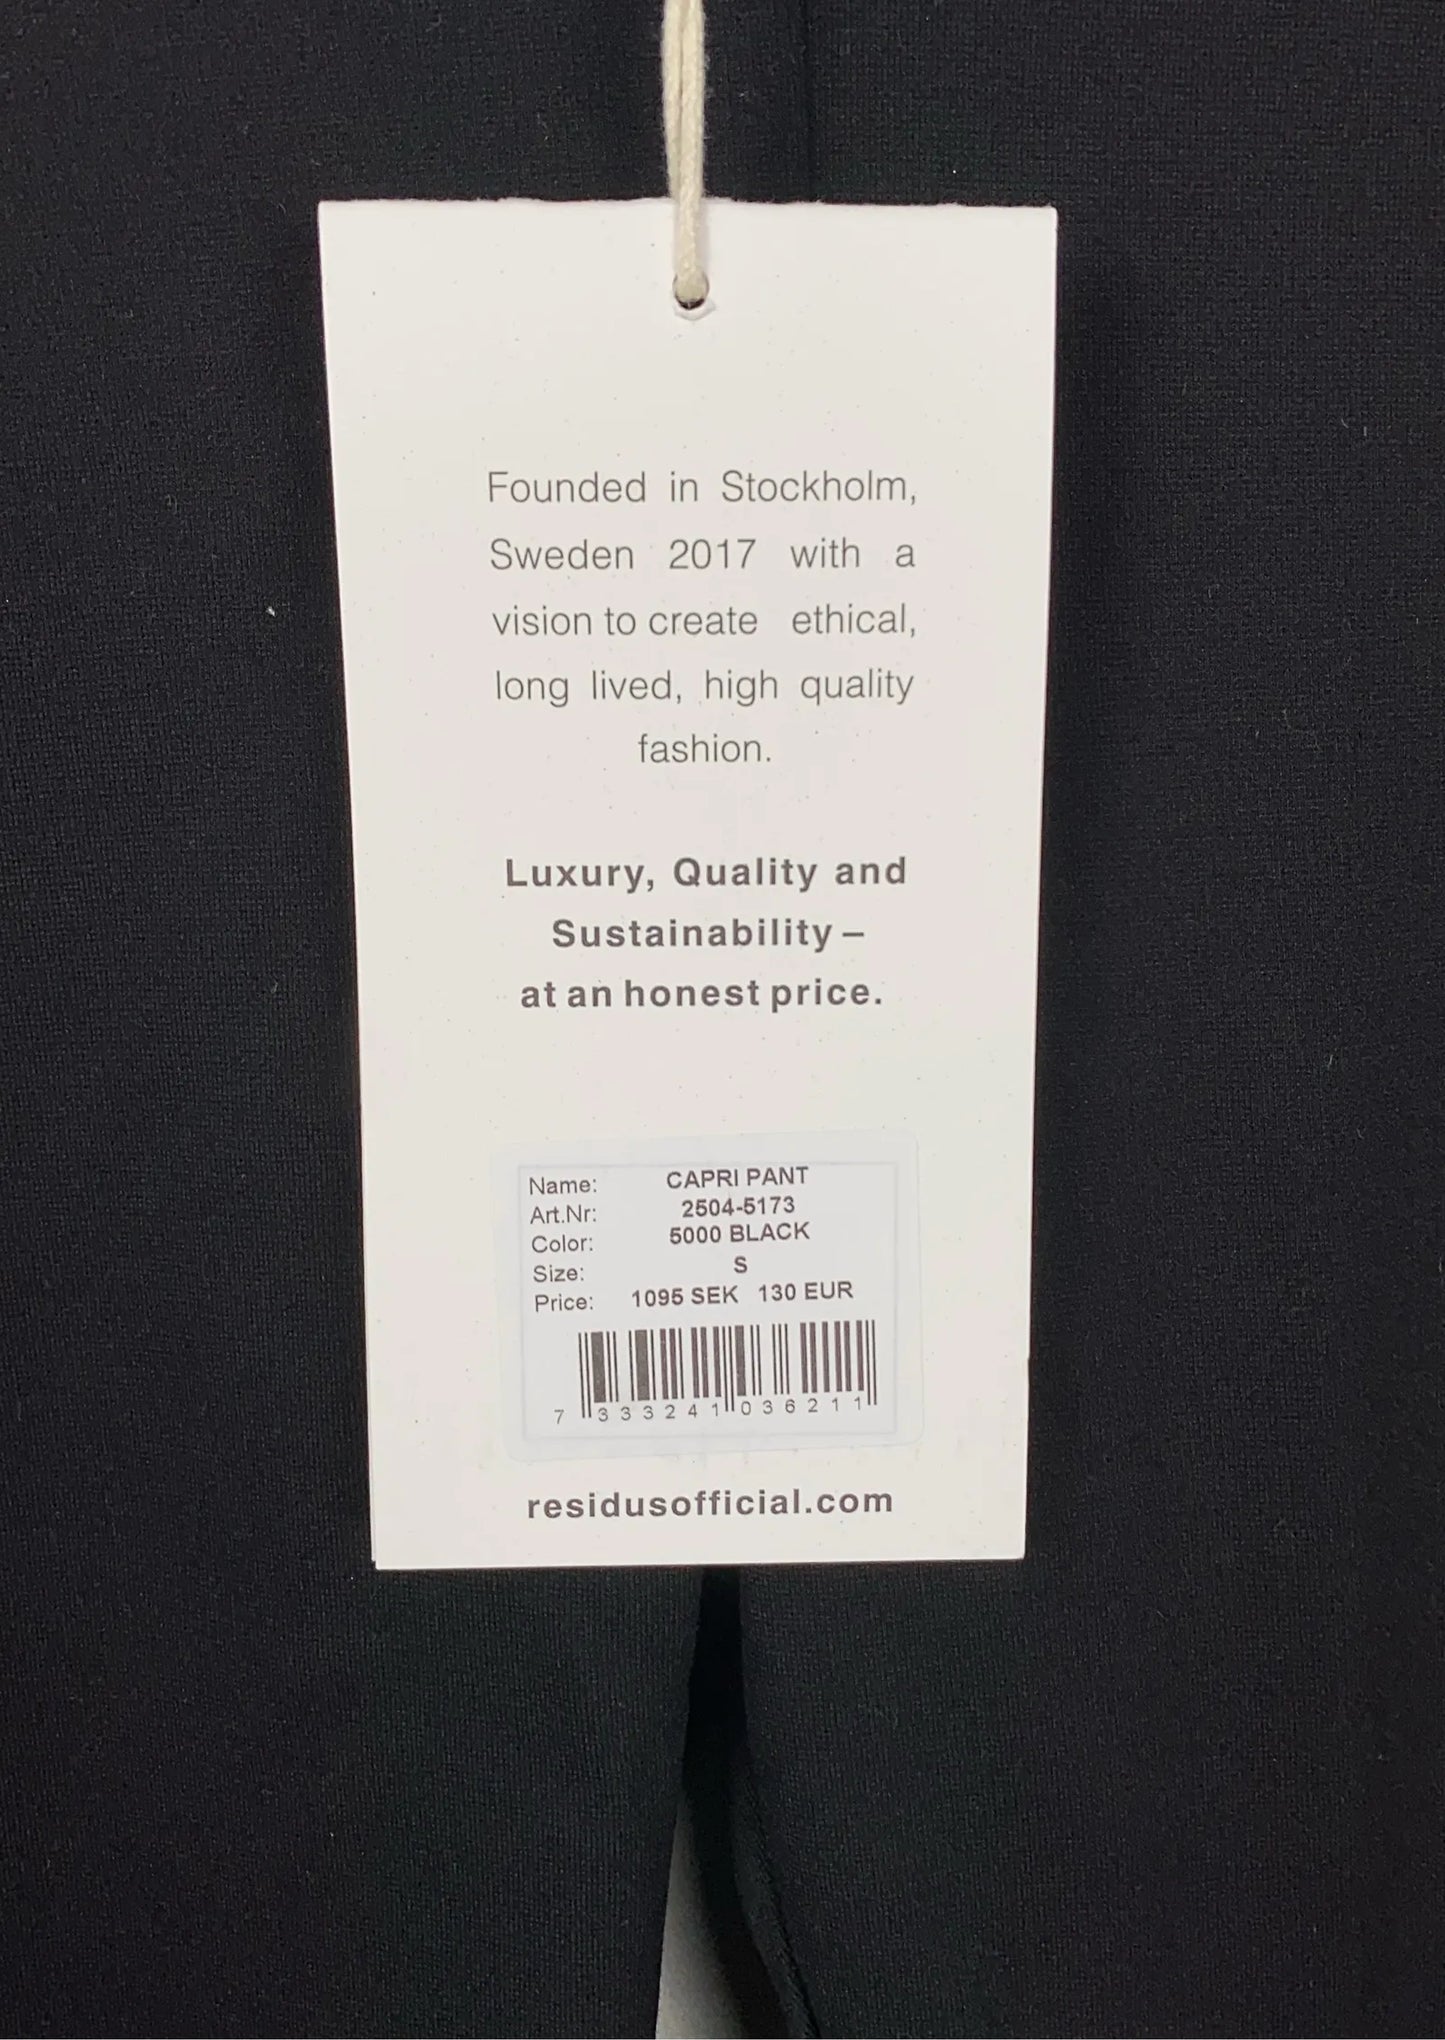 Founded in Stockholm,
Sweden 2017 with a
vision to create ethical,
long lived, high quality
fashion.
Luxury, Quality and
Sustainability –
at an honest price.
Name: CAPRI PANT
Art.Nr: 2504-5173
Color: 5000 BLACK
Size: S
Price: 1095 SEK 130 EUR
7 333241 036211
residusofficial.com